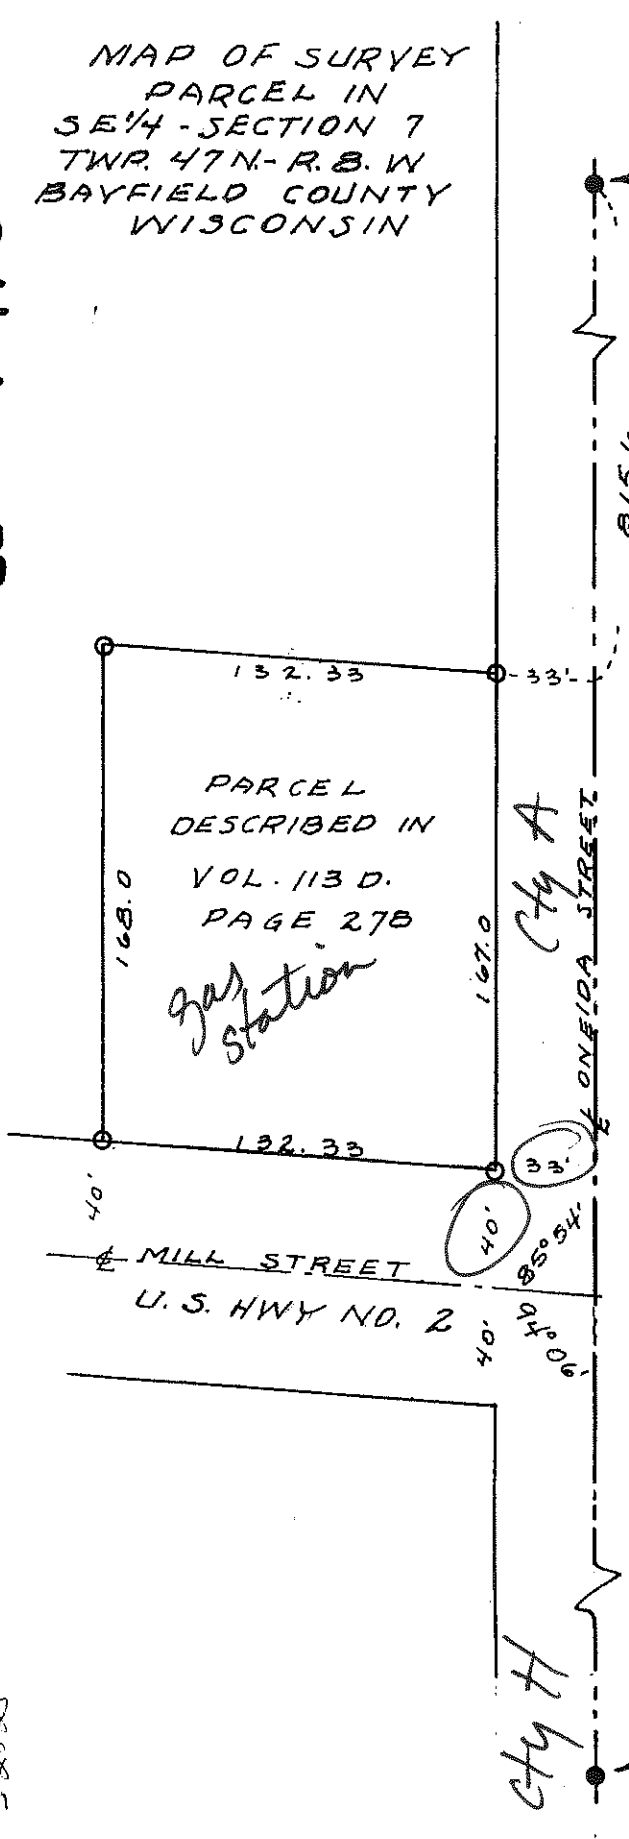 MAP OF SURVEY
PARCEL IN
SE 1/4 - SECTION 7
TWP. 47 N.- R. 8. W
BAYFIELD COUNTY
WISCONSIN
132.33
33'
PARCEL
DESCRIBED IN
VOL. 113 D.
PAGE 278
gas
station
168.0
167.0
Cty A
℄ ONEIDA STREET
132.33
33'
40'
40'
85° 54'
℄ MILL STREET
U.S. HWY NO. 2
40'
94° 06'
Cty H